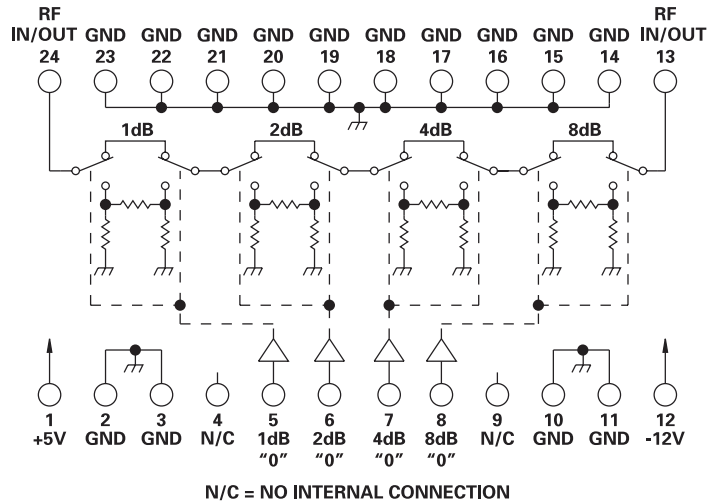 RF RF
IN/OUT GND GND GND GND GND GND GND GND GND GND IN/OUT
24 23 22 21 20 19 18 17 16 15 14 13
1dB 2dB 4dB 8dB
1 2 3 4 5 6 7 8 9 10 11 12
+5V GND GND N/C 1dB 2dB 4dB 8dB N/C GND GND -12V
“0” “0” “0” “0”
N/C = NO INTERNAL CONNECTION